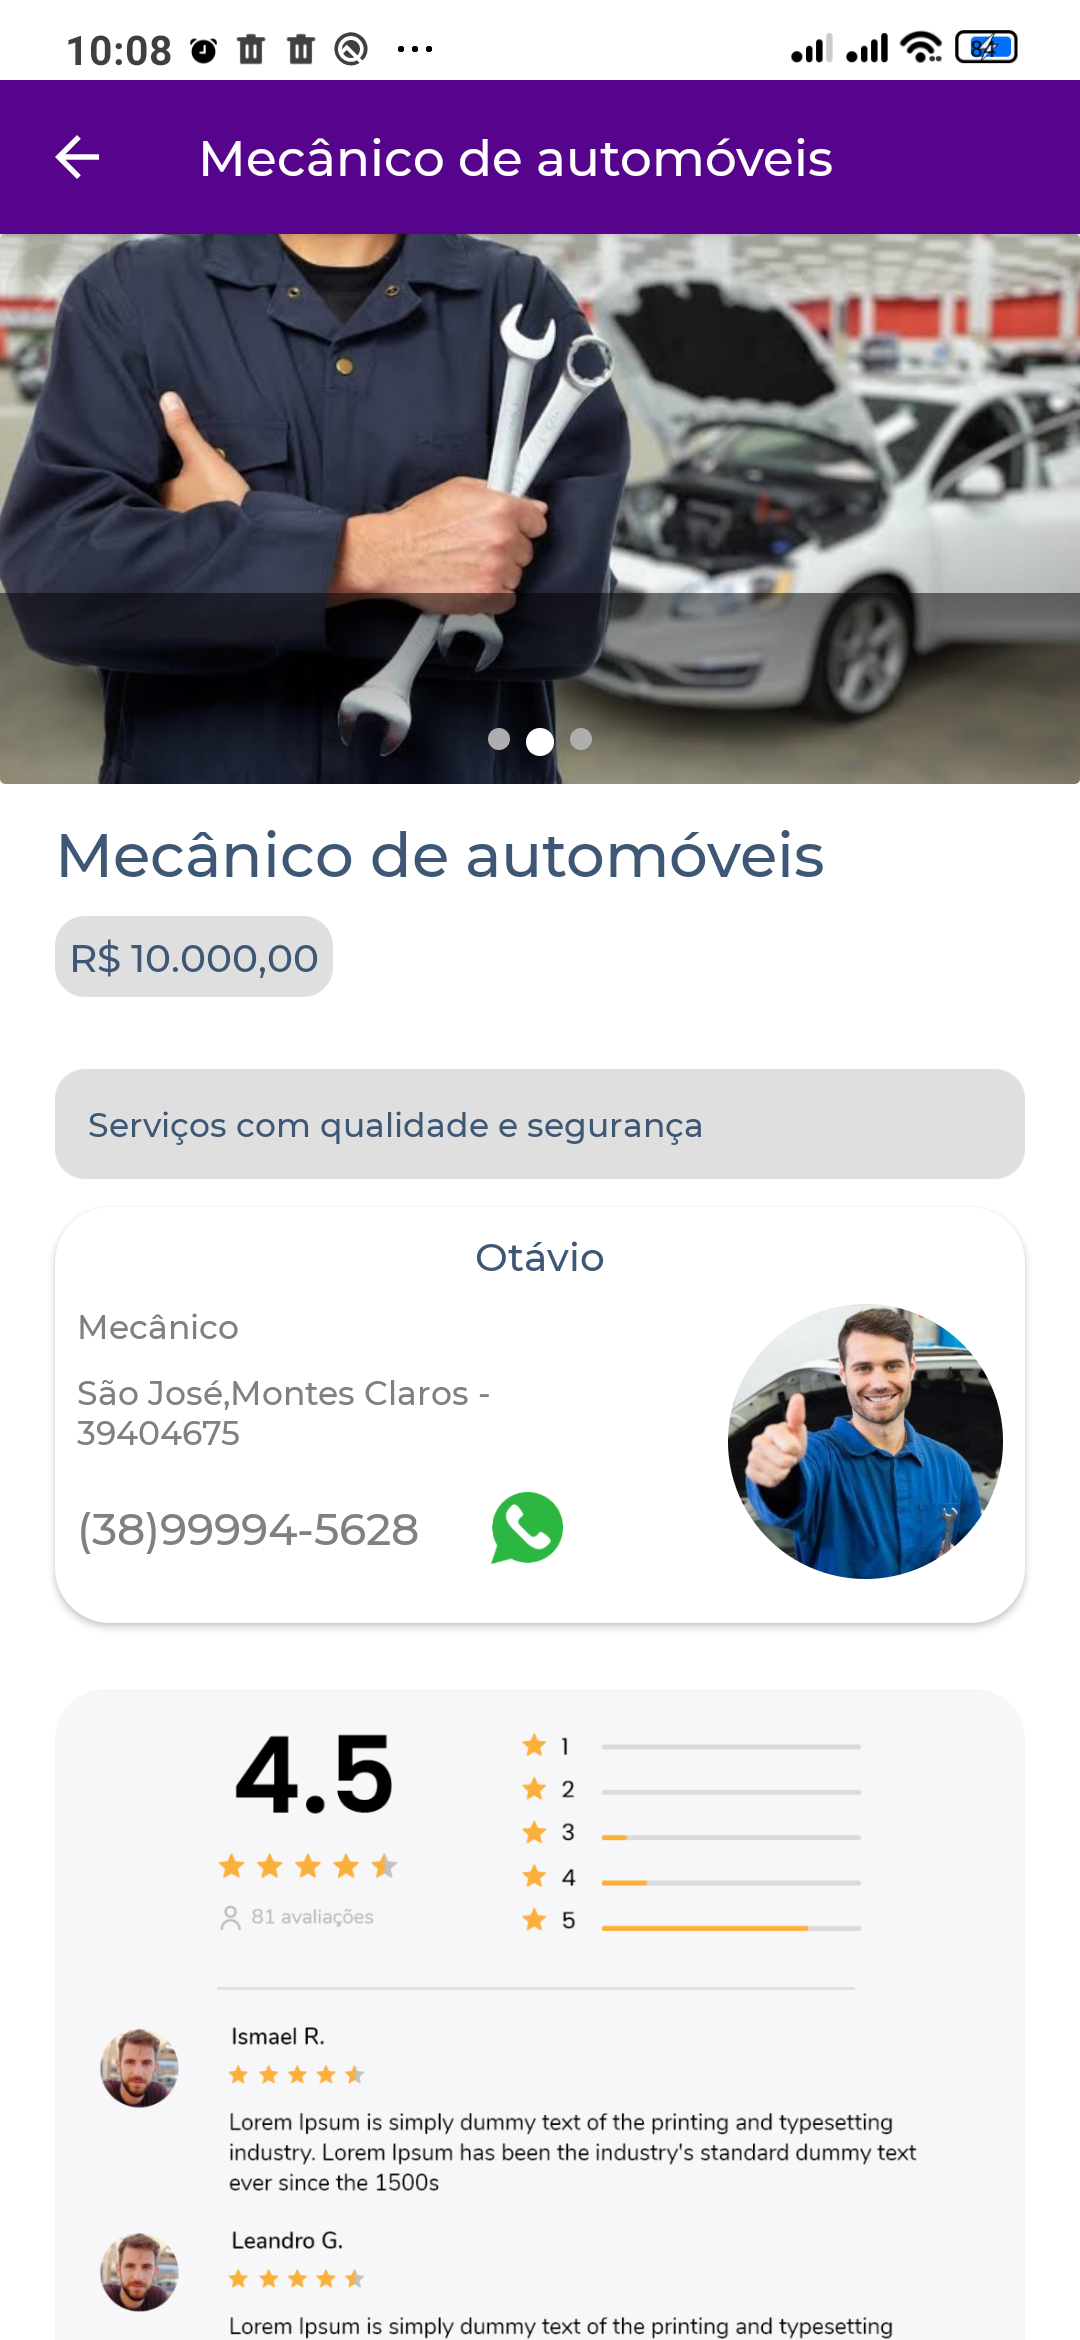 10:08
84
Mecânico de automóveis
Mecânico de automóveis
R$ 10.000,00
Serviços com qualidade e segurança
Otávio
Mecânico
São José,Montes Claros -
39404675
(38)99994-5628
4.5
81 avaliações
1
2
3
4
5
Ismael R.
Lorem Ipsum is simply dummy text of the printing and typesetting
industry. Lorem Ipsum has been the industry's standard dummy text
ever since the 1500s
Leandro G.
Lorem Ipsum is simply dummy text of the printing and typesetting